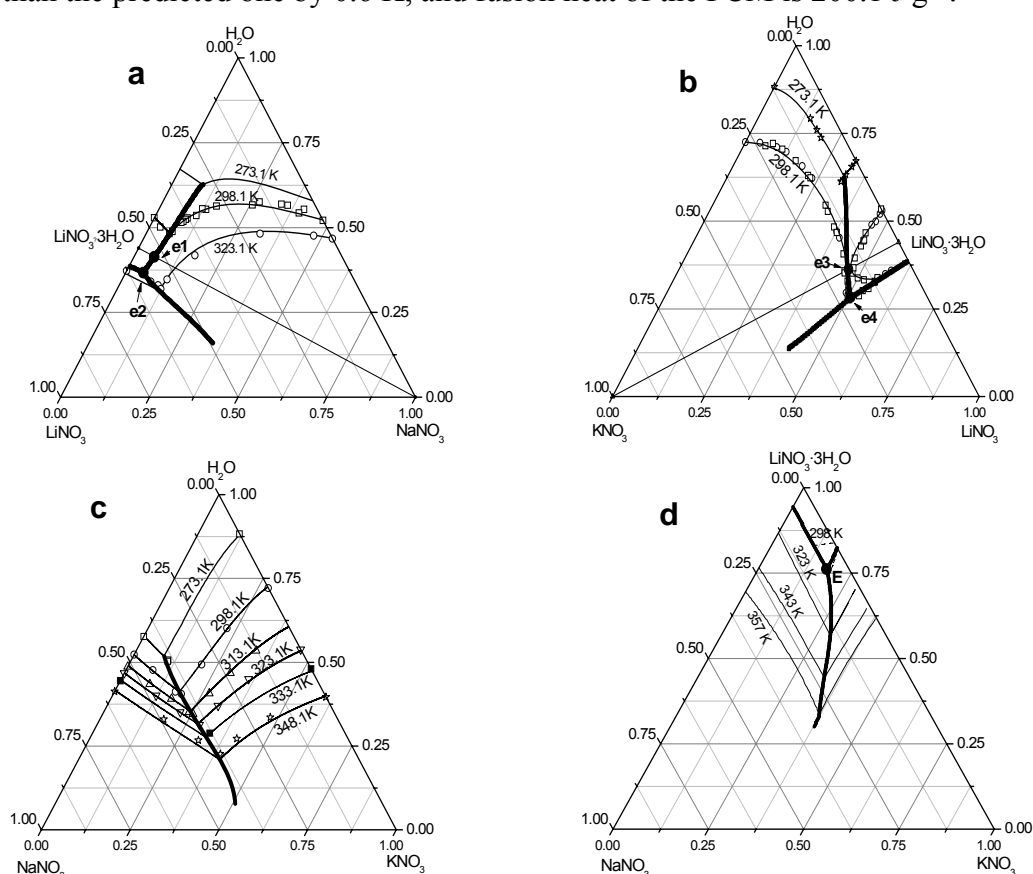 than the predicted one by K, and fusion heat of the PCM is J
H₂O
0.00 1.00
a
0.25 0.75
273.1 K
298.1 K
0.50 0.50
LiNO₃·3H₂O
e1
323.1 K
e2
0.75 0.25
1.00 0.00
0.00 0.25 0.50 0.75 1.00
LiNO₃ NaNO₃
H₂O
0.00 1.00
b
273.1 K
0.25 0.75
298.1 K
0.50 0.50
LiNO₃·3H₂O
e3
0.75 0.25
e4
1.00 0.00
0.00 0.25 0.50 0.75 1.00
KNO₃ LiNO₃
H₂O
0.00 1.00
c
273.1K
0.25 0.75
298.1K
313.1K
0.50 323.1K 0.50
333.1K
348.1K
0.75 0.25
1.00 0.00
0.00 0.25 0.50 0.75 1.00
KNO₃
LiNO₃·3H₂O
0.00 1.00
d
298 K
323 K
0.25 E 0.75
343 K
357 K
0.50 0.50
0.75 0.25
1.00 0.00
0.00 0.25 0.50 0.75 1.00
NaNO₃ KNO₃